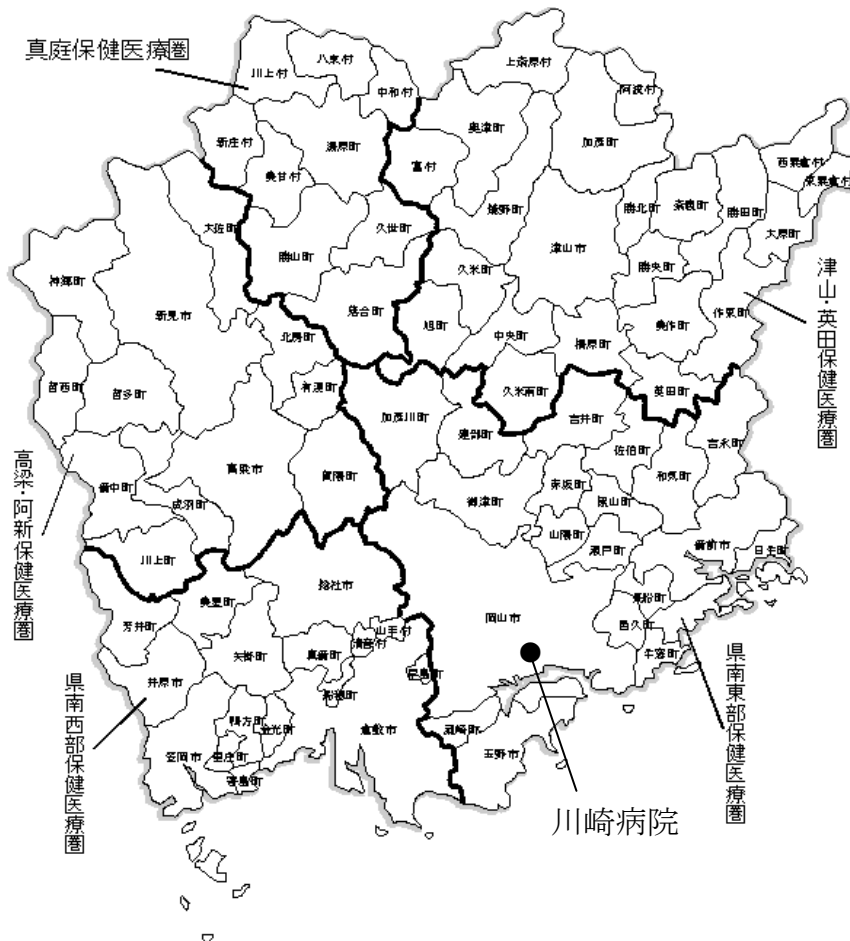 真庭保健医療圏
川上村
八束村
中和村
上斎原村
阿波村
新庄村
湯原町
美甘村
富村
奥津町
加茂町
西粟倉村
東粟倉村
大佐町
勝山町
久世町
鏡野町
津山市
勝北町
奈義町
勝田町
大原町
神郷町
新見市
落合町
久米町
旭町
中央町
勝央町
美作町
作東町
津山・英田保健医療圏
北房町
柵原町
哲西町
哲多町
有漢町
久米南町
英田町
加茂川町
建部町
吉井町
佐伯町
吉永町
和気町
高梁・阿新保健医療圏
備中町
高梁市
賀陽町
成羽町
御津町
赤坂町
熊山町
山陽町
瀬戸町
備前市
日生町
川上町
総社市
芳井町
美星町
岡山市
長船町
邑久町
牛窓町
山手村
清音村
真備町
矢掛町
井原市
早島町
船穂町
県南西部保健医療圏
県南東部保健医療圏
鴨方町
金光町
倉敷市
灘崎町
玉野市
笠岡市
里庄町
寄島町
川崎病院